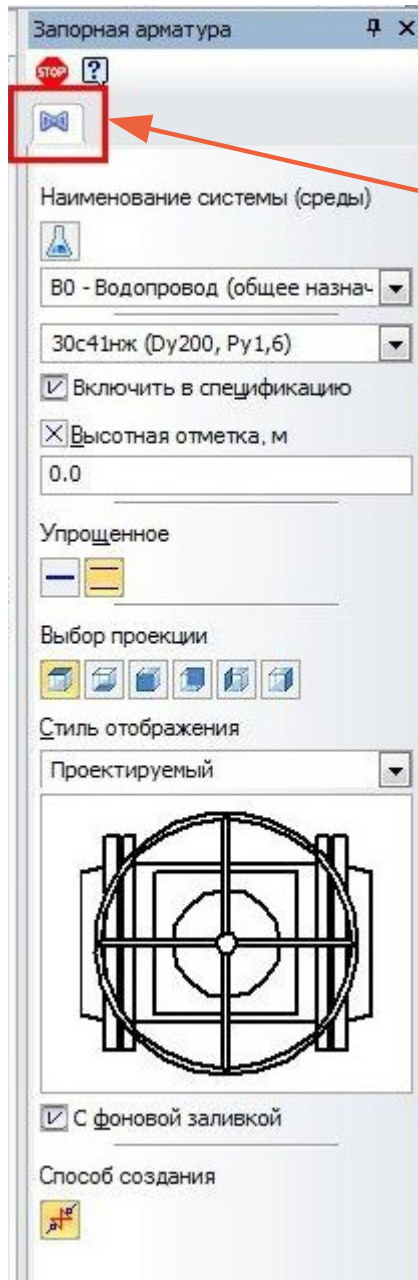 Запорная арматура
STOP ?
Наименование системы (среды)
В0 - Водопровод (общее назнач
30с41нж (Dy200, Py1,6)
Включить в спецификацию
Высотная отметка, м
0.0
Упрощенное
Выбор проекции
Стиль отображения
Проектируемый
С фоновой заливкой
Способ создания